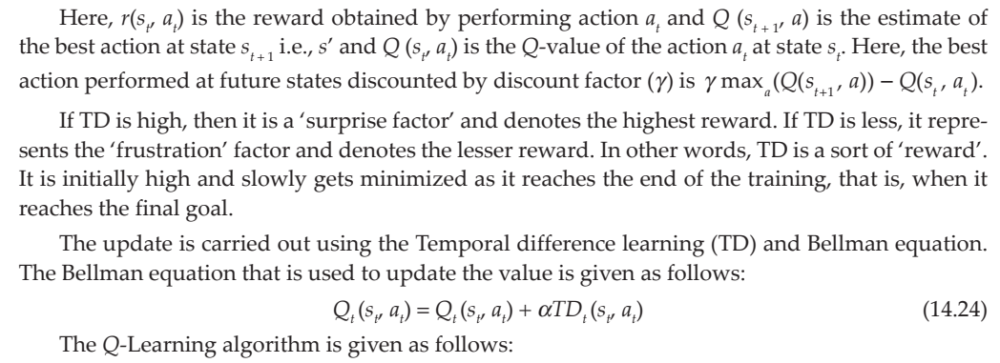 Here, r(s_t, a_t) is the reward obtained by performing action a_t and Q (s_{t+1}, a) is the estimate of
the best action at state s_{t+1} i.e., s' and Q (s_t, a_t) is the Q-value of the action a_t at state s_t. Here, the best
action performed at future states discounted by discount factor (γ) is γ max_a (Q(s_{t+1}, a)) − Q(s_t, a_t).
If TD is high, then it is a 'surprise factor' and denotes the highest reward. If TD is less, it repre-
sents the 'frustration' factor and denotes the lesser reward. In other words, TD is a sort of 'reward'.
It is initially high and slowly gets minimized as it reaches the end of the training, that is, when it
reaches the final goal.
The update is carried out using the Temporal difference learning (TD) and Bellman equation.
The Bellman equation that is used to update the value is given as follows:
Q_t (s_t, a_t) = Q_t (s_t, a_t) + αTD_t (s_t, a_t) (14.24)
The Q-Learning algorithm is given as follows: